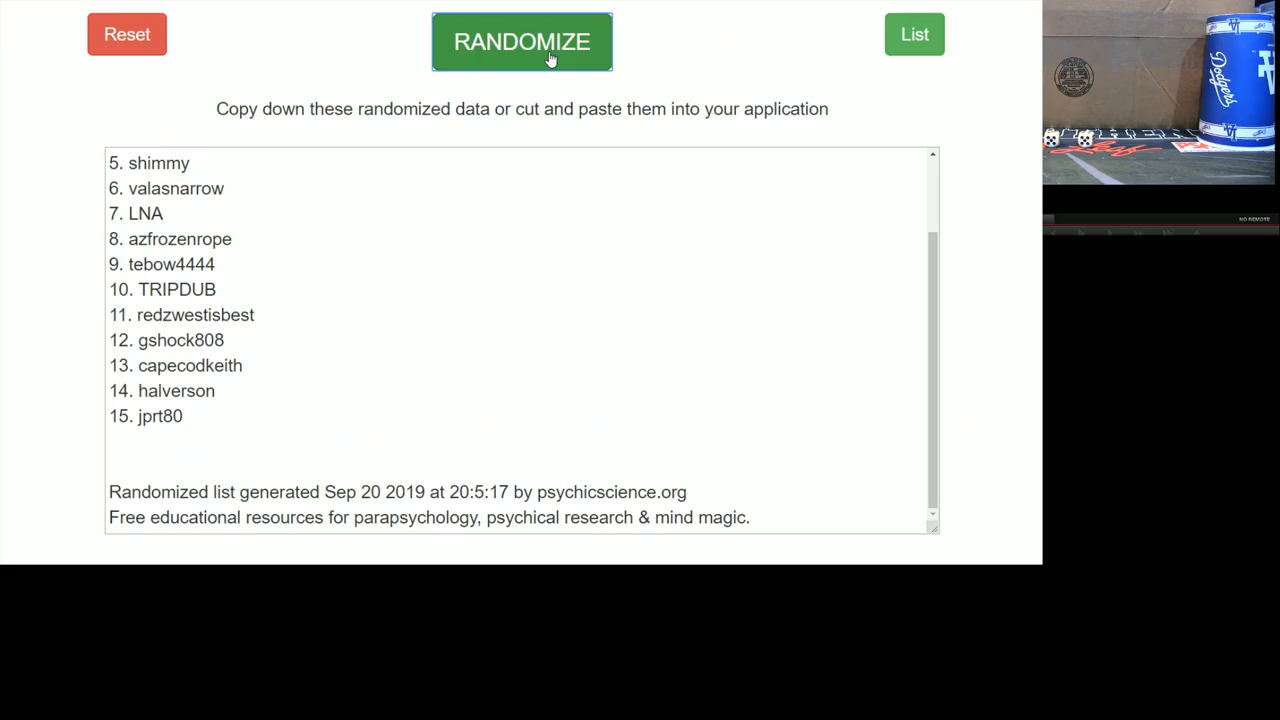 Reset
RANDOMIZE
List
Copy down these randomized data or cut and paste them into your application
5. shimmy
6. valasnarrow
7. LNA
8. azfrozenrope
9. tebow4444
10. TRIPDUB
11. redzwestisbest
12. gshock808
13. capecodkeith
14. halverson
15. jprt80
Randomized list generated Sep 20 2019 at 20:5:17 by psychicscience.org
Free educational resources for parapsychology, psychical research & mind magic.
Dodgers
LA
NO REMOTE